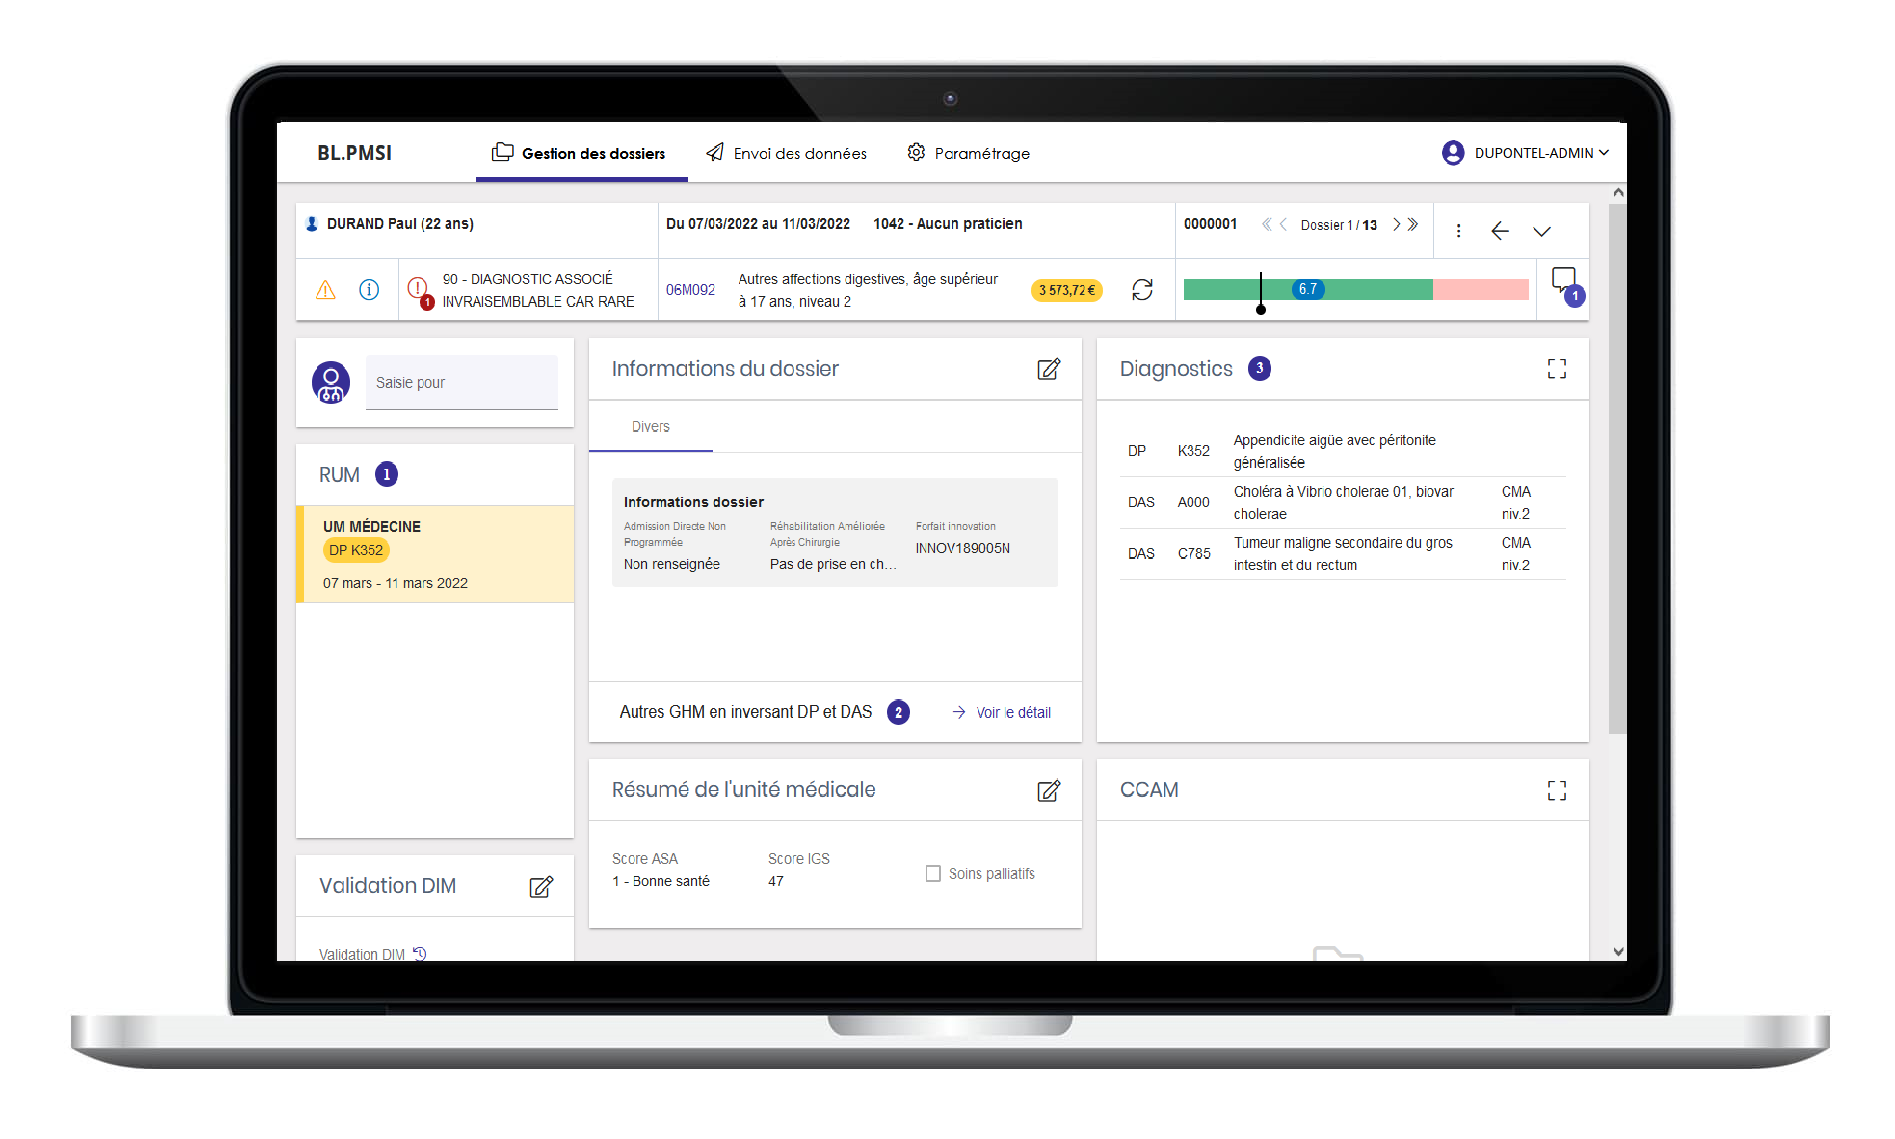 BL.PMSI
Gestion des dossiers
Envoi des données
Paramétrage
DUPONTEL-ADMIN
DURAND Paul (22 ans)
Du 07/03/2022 au 11/03/2022
1042 - Aucun praticien
0000001
Dossier 1 / 13
90 - DIAGNOSTIC ASSOCIÉ
INVRAISEMBLABLE CAR RARE
1
06M092
Autres affections digestives, âge supérieur
à 17 ans, niveau 2
3 573,72 €
6.7
1
Saisie pour
RUM 1
UM MÉDECINE
DP K352
07 mars - 11 mars 2022
Validation DIM
Validation DIM
Informations du dossier
Divers
Informations dossier
Admission Directe Non
Programmée
Non renseignée
Réhabilitation Améliorée
Après Chirurgie
Pas de prise en ch...
Forfait innovation
INNOV189005N
Autres GHM en inversant DP et DAS 2
Voir le détail
Résumé de l'unité médicale
Score ASA
1 - Bonne santé
Score IGS
47
Soins palliatifs
Diagnostics 3
DP K352 Appendicite aigüe avec péritonite
généralisée
DAS A000 Choléra à Vibrio cholerae 01, biovar
cholerae
CMA
niv.2
DAS C785 Tumeur maligne secondaire du gros
intestin et du rectum
CMA
niv.2
CCAM